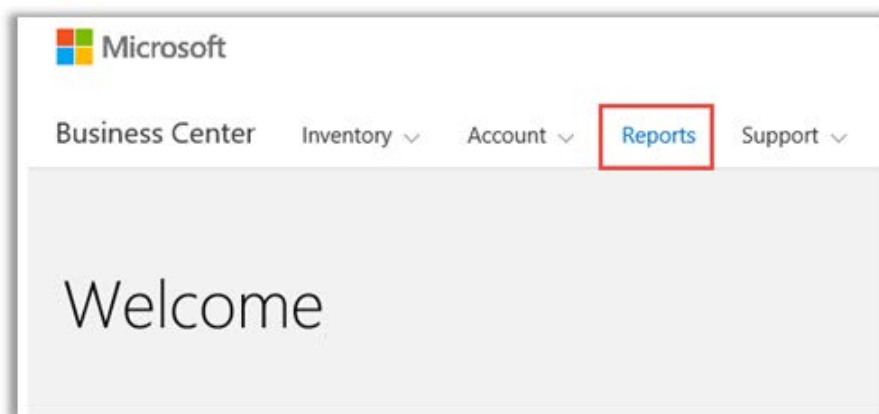 Microsoft
Business Center Inventory Account Reports Support
Welcome